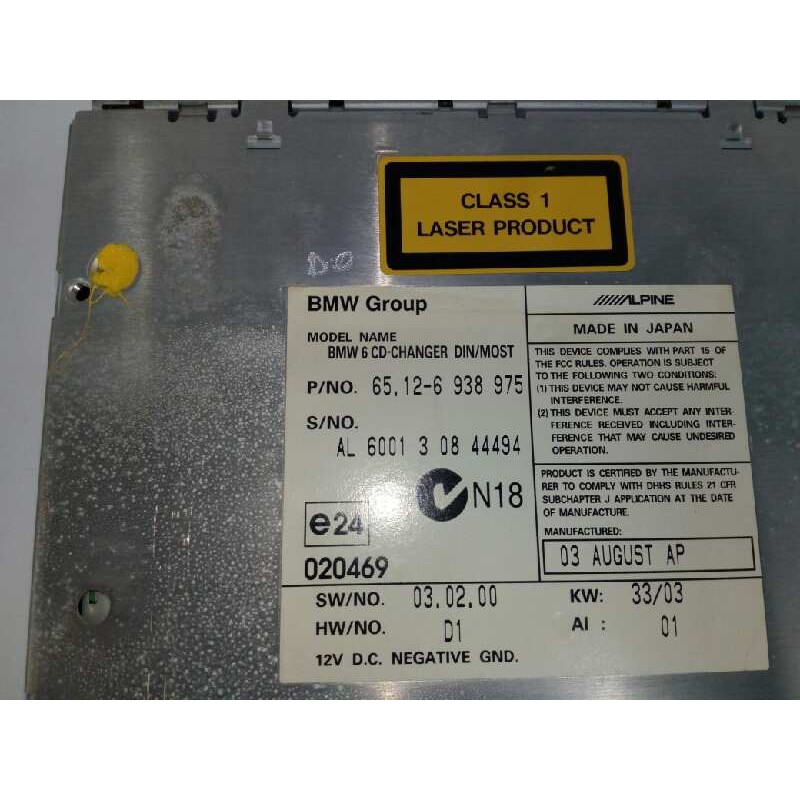 CLASS 1
LASER PRODUCT
D.O
BMW Group
MODEL NAME
BMW 6 CD-CHANGER DIN/MOST
P/NO. 65.12-6 938 975
S/NO.
AL 6001 3 08 44494
N18
e24
020469
ALPINE
MADE IN JAPAN
THIS DEVICE COMPLIES WITH PART 15 OF
THE FCC RULES. OPERATION IS SUBJECT
TO THE FOLLOWING TWO CONDITIONS:
(1) THIS DEVICE MAY NOT CAUSE HARMFUL
INTERFERENCE.
(2) THIS DEVICE MUST ACCEPT ANY INTER-
FERENCE RECEIVED INCLUDING INTER-
FERENCE THAT MAY CAUSE UNDESIRED
OPERATION.
PRODUCT IS CERTIFIED BY THE MANUFACTU-
RER TO COMPLY WITH DHHS RULES 21 CFR
SUBCHAPTER J APPLICATION AT THE DATE
OF MANUFACTURE.
MANUFACTURED:
03 AUGUST AP
SW/NO. 03.02.00 KW: 33/03
HW/NO. D1 AI : 01
12V D.C. NEGATIVE GND.